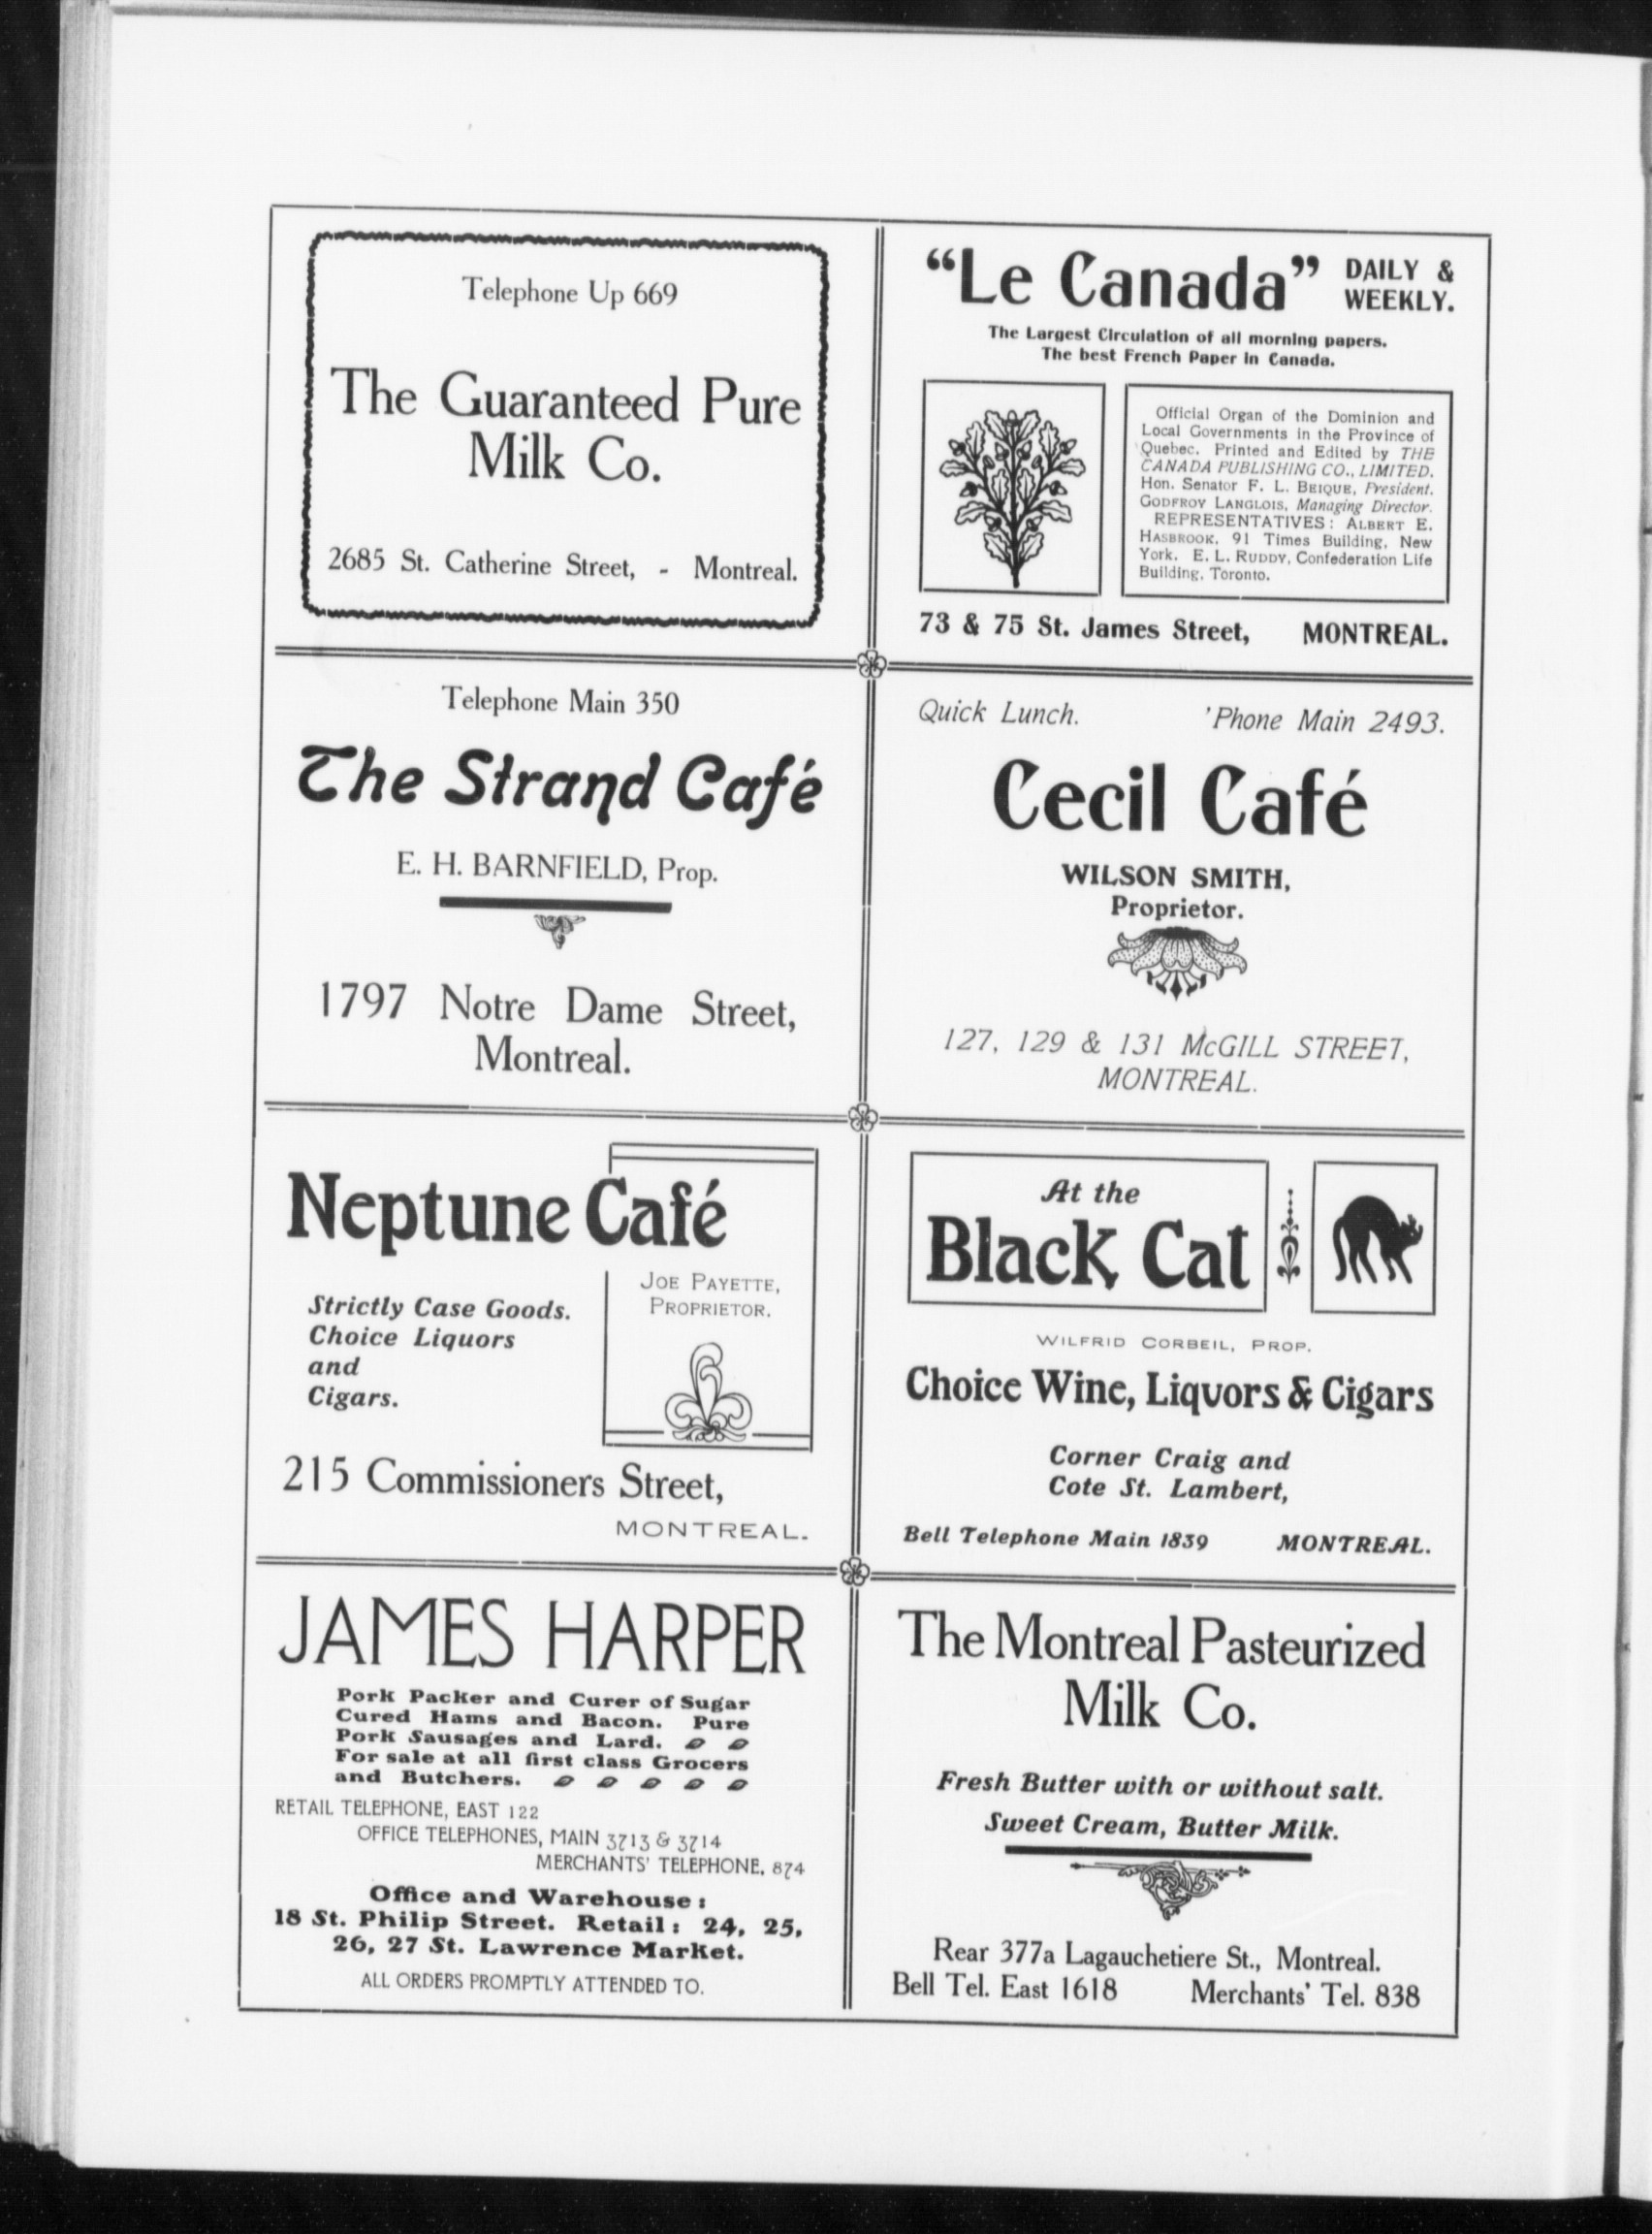 Telephone Up 669
The Guaranteed Pure
Milk Co.
2685 St. Catherine Street, - Montreal.
"Le Canada" DAILY &
WEEKLY.
The Largest Circulation of all morning papers.
The best French Paper in Canada.
Official Organ of the Dominion and
Local Governments in the Province of
Quebec. Printed and Edited by THE
CANADA PUBLISHING CO., LIMITED.
Hon. Senator F. L. BEIQUE, President.
GODFROY LANGLOIS, Managing Director.
REPRESENTATIVES: ALBERT E.
HASBROOK, 91 Times Building, New
York. E. L. RUDDY, Confederation Life
Building, Toronto.
73 & 75 St. James Street, MONTREAL.
Telephone Main 350
The Strand Café
E. H. BARNFIELD, Prop.
1797 Notre Dame Street,
Montreal.
Quick Lunch. 'Phone Main 2493.
Cecil Café
WILSON SMITH,
Proprietor.
127, 129 & 131 McGILL STREET,
MONTREAL.
Neptune Café
JOE PAYETTE,
PROPRIETOR.
Strictly Case Goods.
Choice Liquors
and
Cigars.
215 Commissioners Street,
MONTREAL.
At the
Black Cat
WILFRID CORBEIL, PROP.
Choice Wine, Liquors & Cigars
Corner Craig and
Cote St. Lambert,
Bell Telephone Main 1839 MONTREAL.
JAMES HARPER
Pork Packer and Curer of Sugar
Cured Hams and Bacon. Pure
Pork Sausages and Lard.
For sale at all first class Grocers
and Butchers.
RETAIL TELEPHONE, EAST 122
OFFICE TELEPHONES, MAIN 3713 & 3714
MERCHANTS' TELEPHONE, 874
Office and Warehouse:
18 St. Philip Street. Retail: 24, 25,
26, 27 St. Lawrence Market.
ALL ORDERS PROMPTLY ATTENDED TO.
The Montreal Pasteurized
Milk Co.
Fresh Butter with or without salt.
Sweet Cream, Butter Milk.
Rear 377a Lagauchetiere St., Montreal.
Bell Tel. East 1618 Merchants' Tel. 838